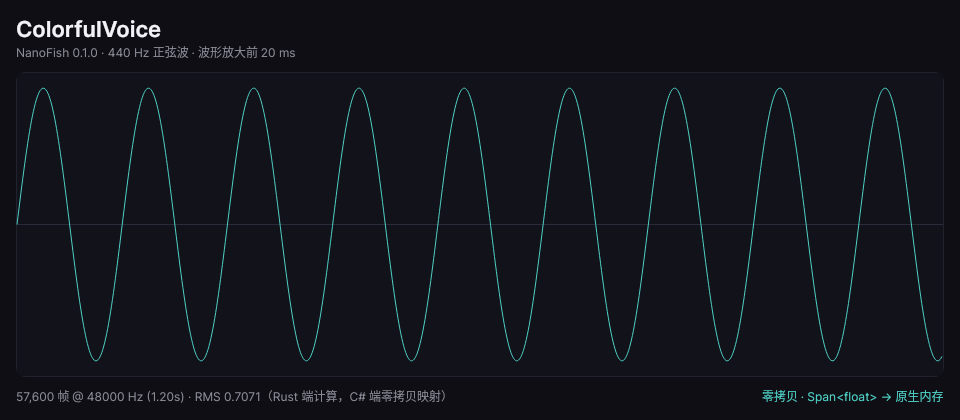 ColorfulVoice
NanoFish 0.1.0 · 440 Hz 正弦波 · 波形放大前 20 ms
57,600 帧 @ 48000 Hz (1.20s) · RMS 0.7071（Rust 端计算，C# 端零拷贝映射）
零拷贝 · Span<float> → 原生内存